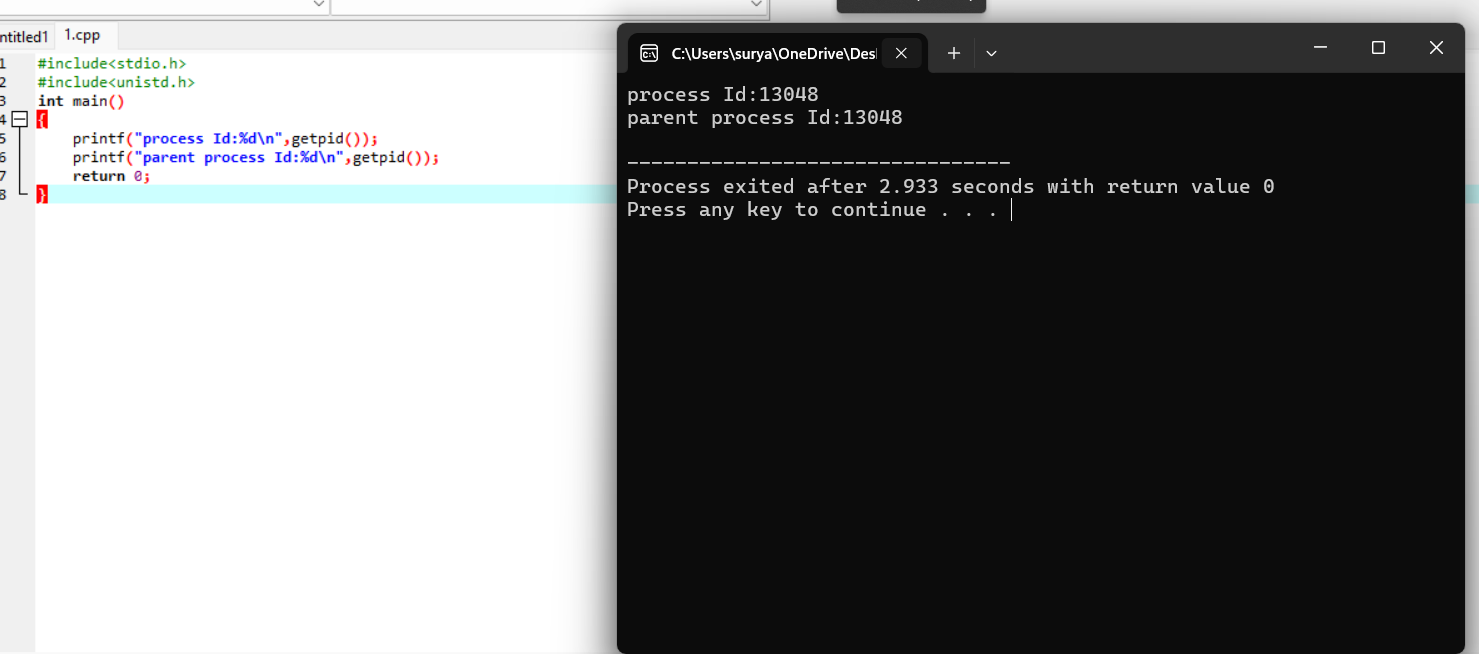 ntitled1 1.cpp
1 #include<stdio.h>
2 #include<unistd.h>
3 int main()
4 {
5 printf("process Id:%d\n",getpid());
6 printf("parent process Id:%d\n",getpid());
7 return 0;
8 }
C:\Users\surya\OneDrive\Des
process Id:13048
parent process Id:13048
--------------------------------
Process exited after 2.933 seconds with return value 0
Press any key to continue . . .